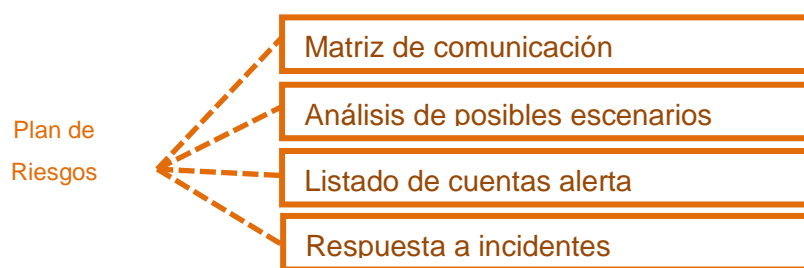 Matriz de comunicación
Análisis de posibles escenarios
Plan de
Riesgos
Listado de cuentas alerta
Respuesta a incidentes